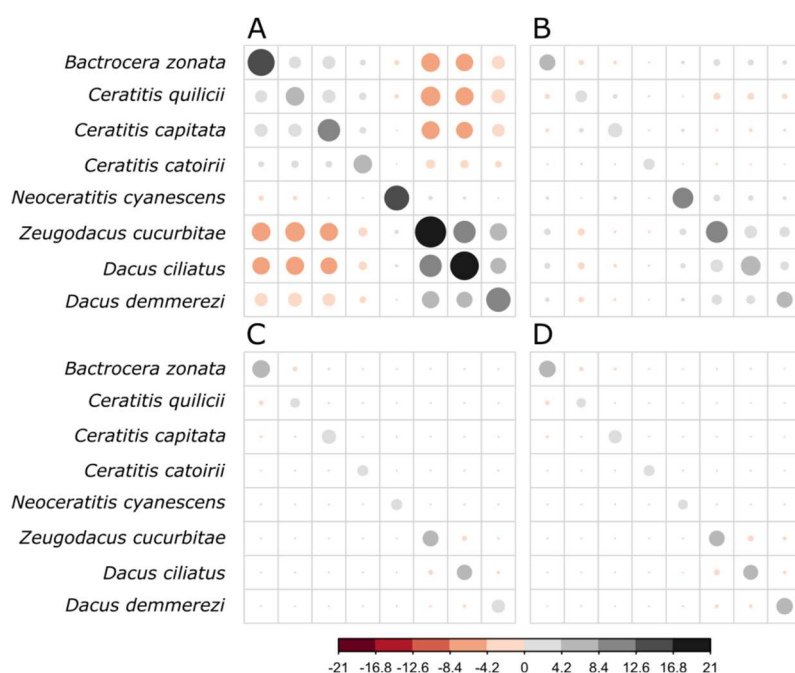 A B
Bactrocera zonata
Ceratitis quilicii
Ceratitis capitata
Ceratitis catoirii
Neoceratitis cyanescens
Zeugodacus cucurbitae
Dacus ciliatus
Dacus demmerezi
C D
Bactrocera zonata
Ceratitis quilicii
Ceratitis capitata
Ceratitis catoirii
Neoceratitis cyanescens
Zeugodacus cucurbitae
Dacus ciliatus
Dacus demmerezi
-21 -16.8 -12.6 -8.4 -4.2 0 4.2 8.4 12.6 16.8 21